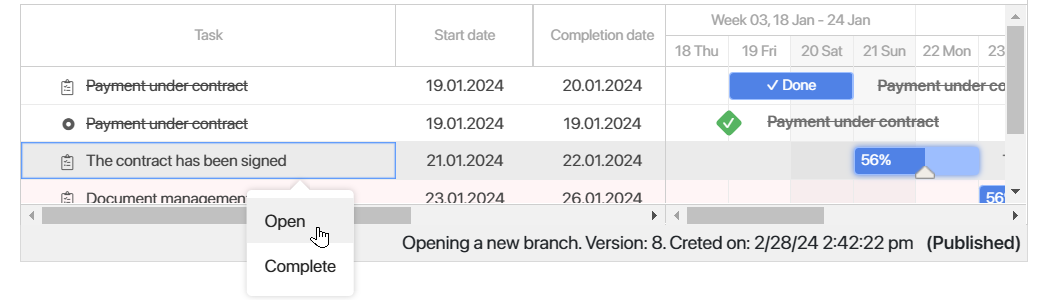 Task Start date Completion date Week 03, 18 Jan - 24 Jan
18 Thu 19 Fri 20 Sat 21 Sun 22 Mon 23
Payment under contract 19.01.2024 20.01.2024 ✓ Done Payment under co
Payment under contract 19.01.2024 19.01.2024 Payment under contract
The contract has been signed 21.01.2024 22.01.2024 56%
Document managemen 23.01.2024 26.01.2024 56
Open
Opening a new branch. Version: 8. Creted on: 2/28/24 2:42:22 pm (Published)
Complete